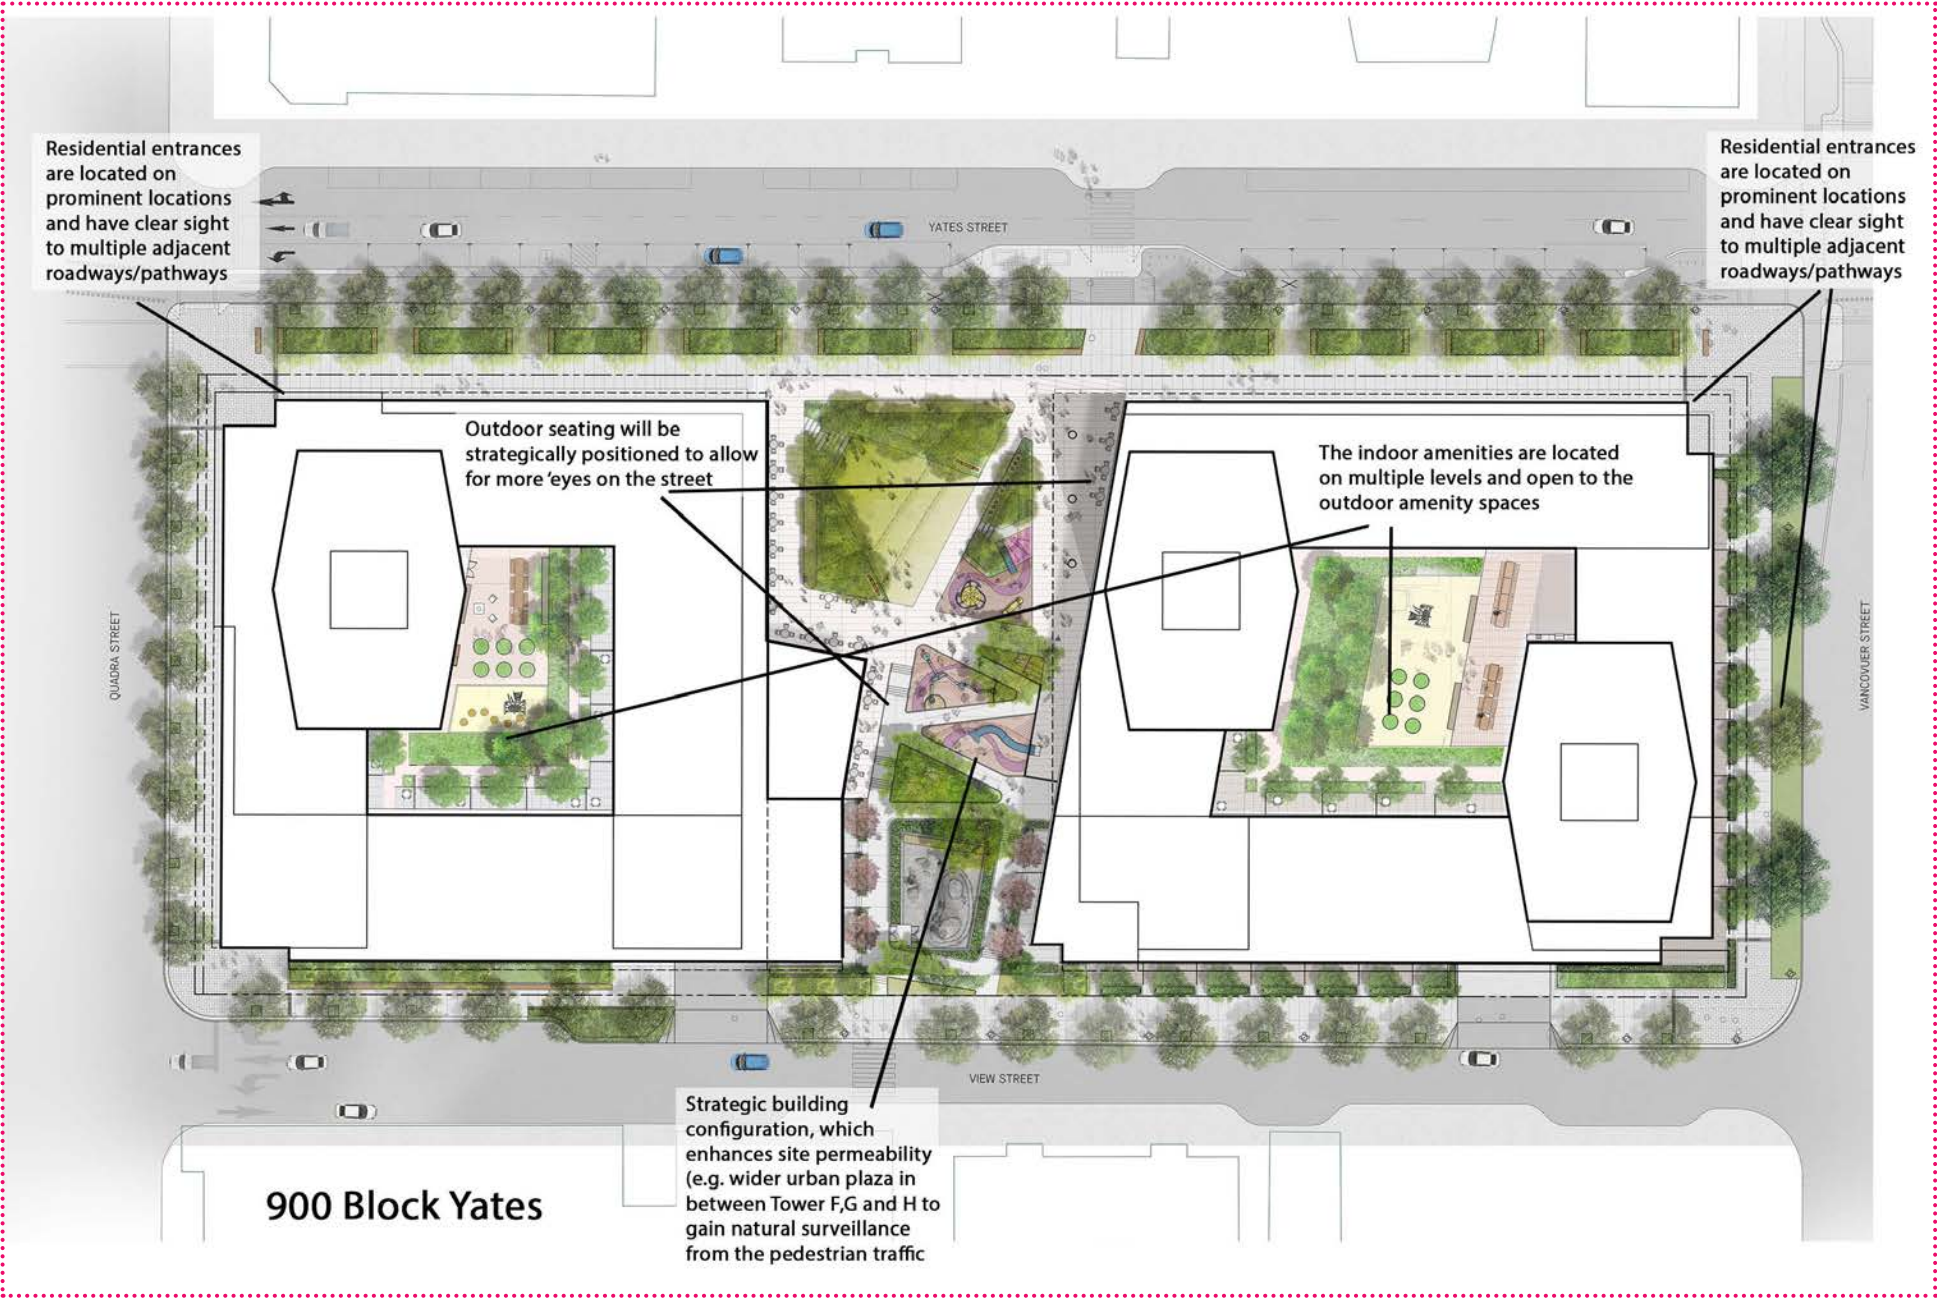 Residential entrances
are located on
prominent locations
and have clear sight
to multiple adjacent
roadways/pathways
Residential entrances
are located on
prominent locations
and have clear sight
to multiple adjacent
roadways/pathways
YATES STREET
Outdoor seating will be
strategically positioned to allow
for more 'eyes on the street
The indoor amenities are located
on multiple levels and open to the
outdoor amenity spaces
QUADRA STREET
VANCOVUER STREET
VIEW STREET
Strategic building
configuration, which
enhances site permeability
(e.g. wider urban plaza in
between Tower F,G and H to
gain natural surveillance
from the pedestrian traffic
900 Block Yates